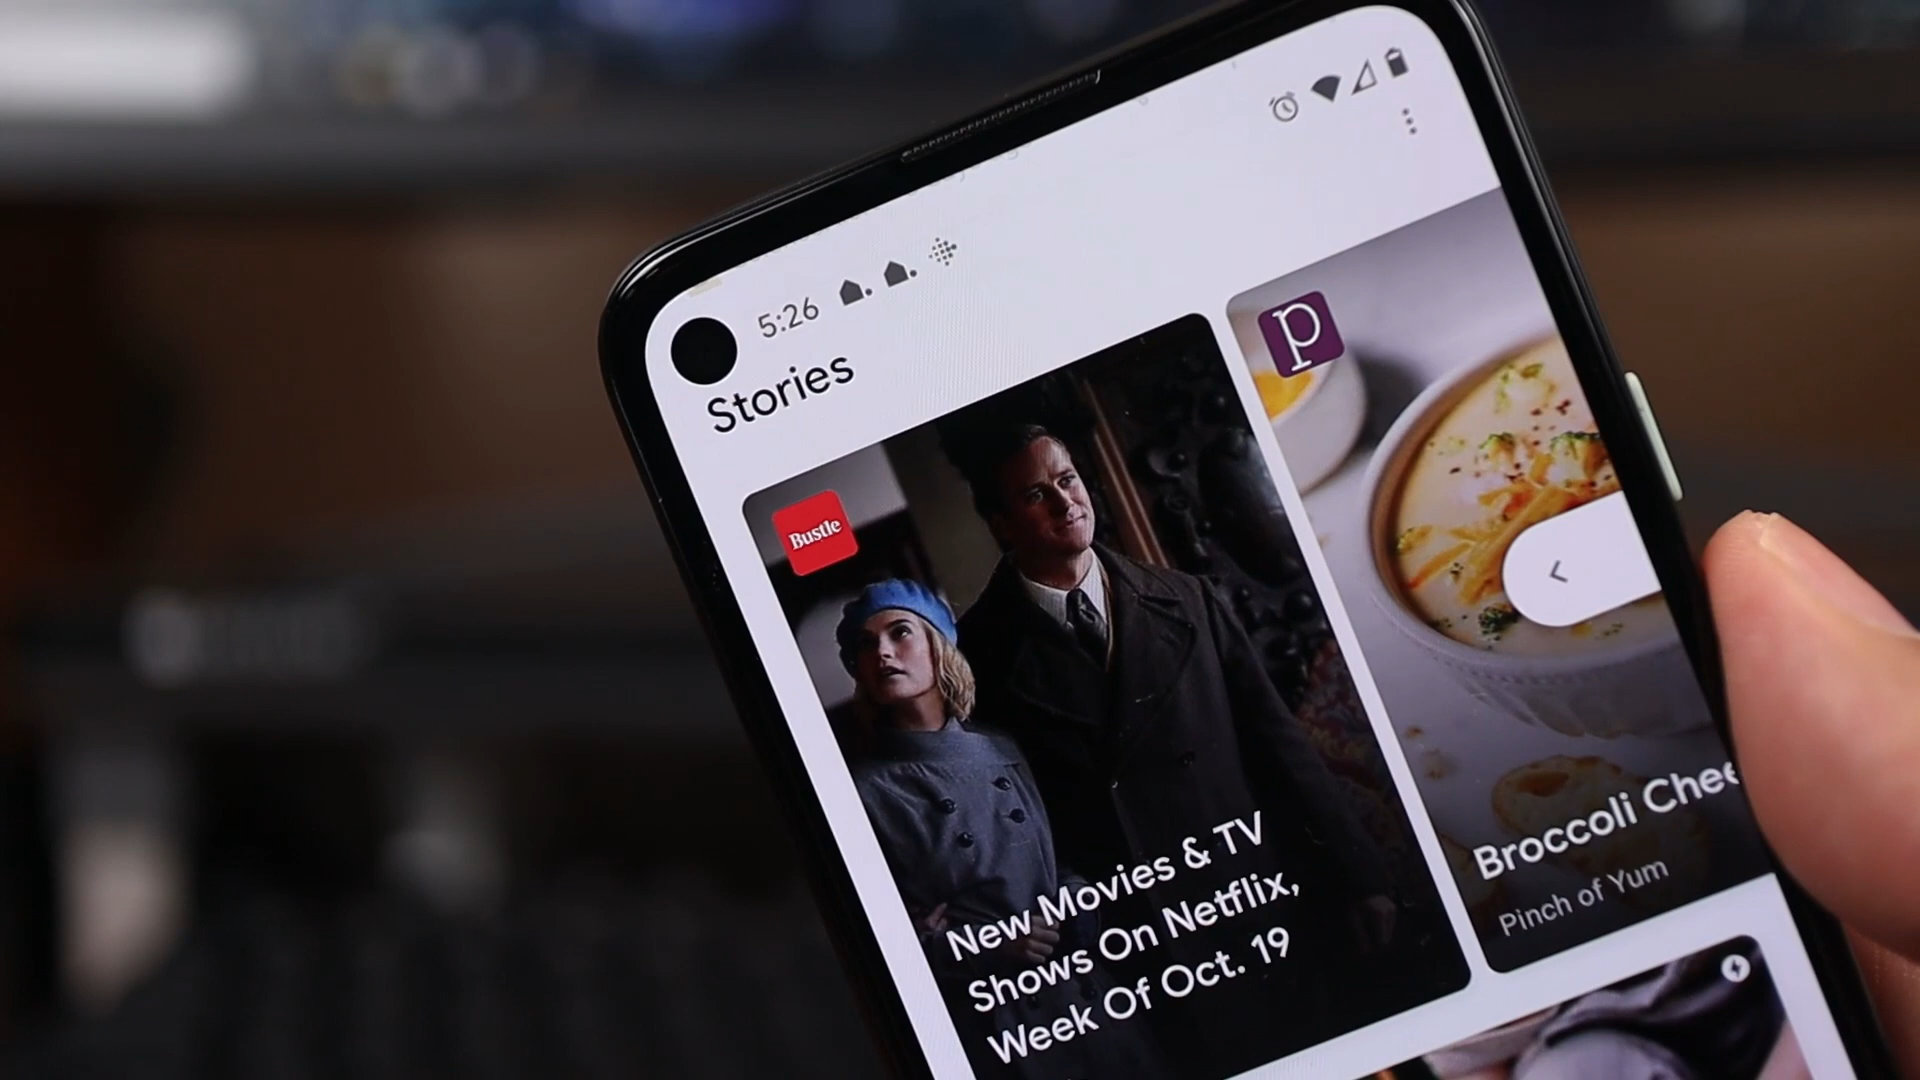 5:26
Stories
Bustle
New Movies & TV
Shows On Netflix,
Week Of Oct. 19
p
Broccoli Chee
Pinch of Yum